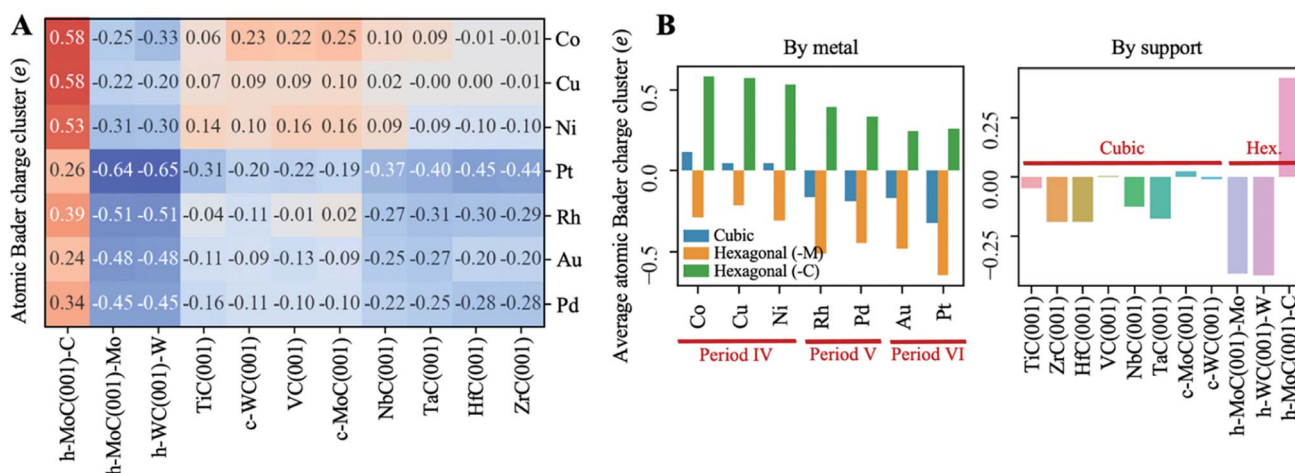 A
Atomic Bader charge cluster (e)
0.58 -0.25 -0.33 0.06 0.23 0.22 0.25 0.10 0.09 -0.01 -0.01 Co
0.58 -0.22 -0.20 0.07 0.09 0.09 0.10 0.02 -0.00 0.00 -0.01 Cu
0.53 -0.31 -0.30 0.14 0.10 0.16 0.16 0.09 -0.09 -0.10 -0.10 Ni
0.26 -0.64 -0.65 -0.31 -0.20 -0.22 -0.19 -0.37 -0.40 -0.45 -0.44 Pt
0.39 -0.51 -0.51 -0.04 -0.11 -0.01 0.02 -0.27 -0.31 -0.30 -0.29 Rh
0.24 -0.48 -0.48 -0.11 -0.09 -0.13 -0.09 -0.25 -0.27 -0.20 -0.20 Au
0.34 -0.45 -0.45 -0.16 -0.11 -0.10 -0.10 -0.22 -0.25 -0.28 -0.28 Pd
h-MoC(001)-C
h-MoC(001)-Mo
h-WC(001)-W
TiC(001)
c-WC(001)
VC(001)
c-MoC(001)
NbC(001)
TaC(001)
HfC(001)
ZrC(001)
B
Average atomic Bader charge cluster (e)
By metal
0.5
0.0
−0.5
Cubic
Hexagonal (-M)
Hexagonal (-C)
Co
Cu
Ni
Rh
Pd
Au
Pt
Period IV Period V Period VI
By support
0.25
0.00
−0.25
Cubic Hex.
TiC(001)
ZrC(001)
HfC(001)
VC(001)
NbC(001)
TaC(001)
c-MoC(001)
c-WC(001)
h-MoC(001)-Mo
h-WC(001)-W
h-MoC(001)-C